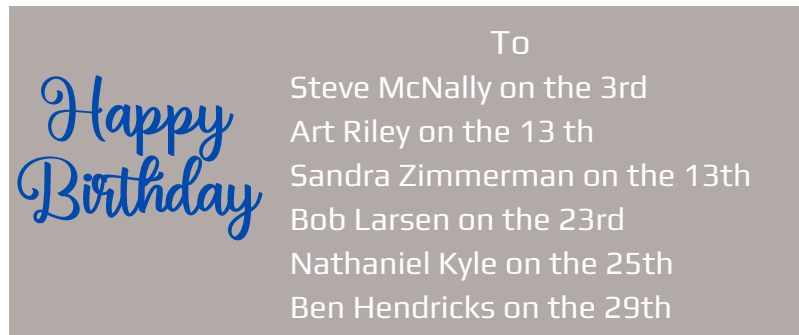 Happy
Birthday
To
Steve McNally on the 3rd
Art Riley on the 13 th
Sandra Zimmerman on the 13th
Bob Larsen on the 23rd
Nathaniel Kyle on the 25th
Ben Hendricks on the 29th